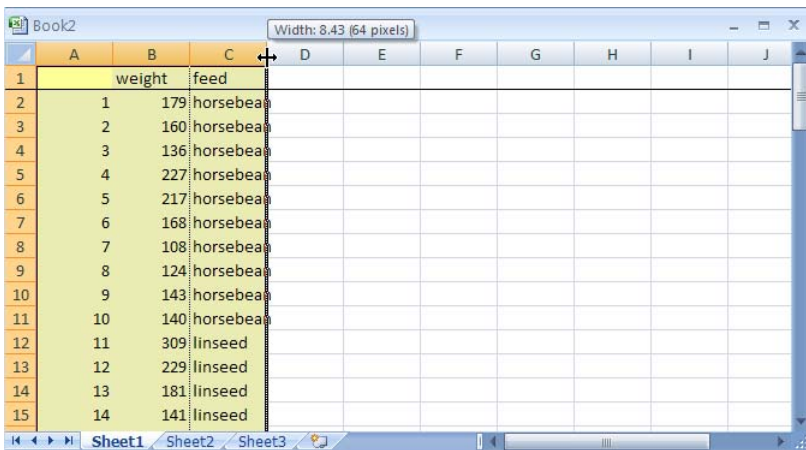 Book2
Width: 8.43 (64 pixels)
A B C D E F G H I J
1 weight feed
2 1 179 horsebean
3 2 160 horsebean
4 3 136 horsebean
5 4 227 horsebean
6 5 217 horsebean
7 6 168 horsebean
8 7 108 horsebean
9 8 124 horsebean
10 9 143 horsebean
11 10 140 horsebean
12 11 309 linseed
13 12 229 linseed
14 13 181 linseed
15 14 141 linseed
Sheet1 Sheet2 Sheet3